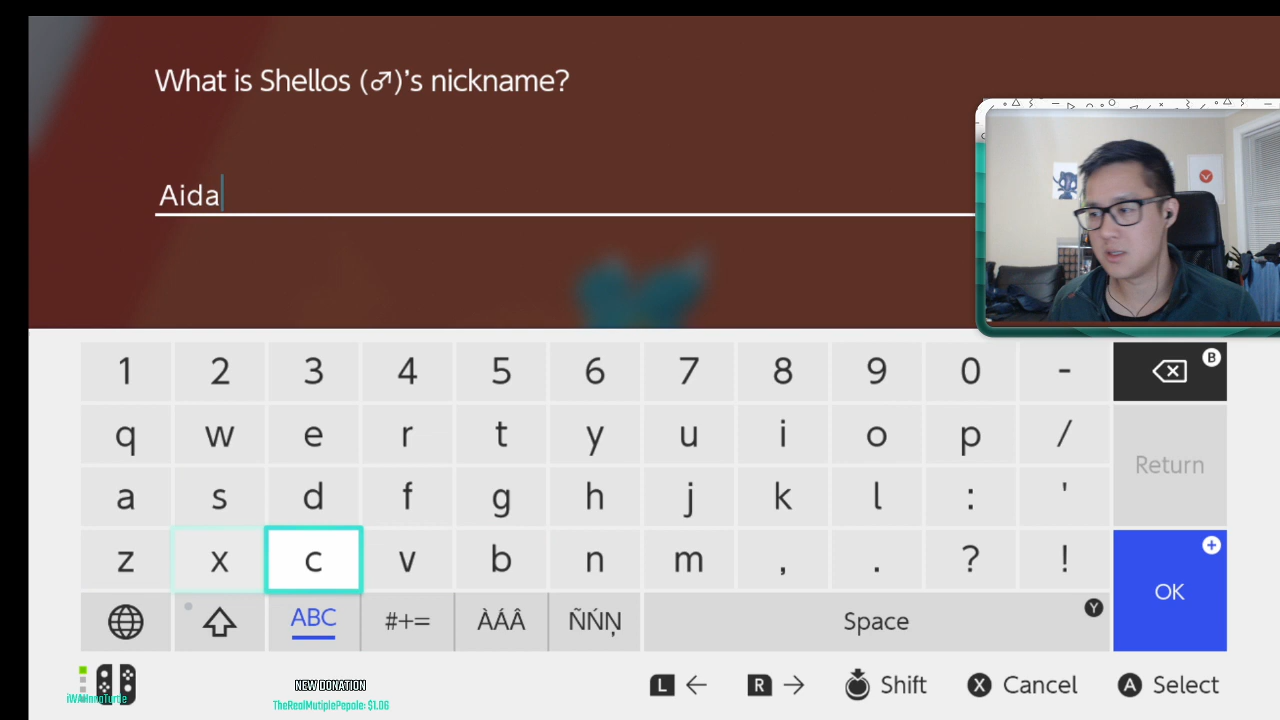 What is Shellos (♂)'s nickname?
Aida
1 2 3 4 5 6 7 8 9 0 - B
q w e r t y u i o p / Return
a s d f g h j k l : '
z x c v b n m , . ? ! + OK
ABC #+= ÀÁÂ ÑŃŅ Space Y
L ← R → Shift X Cancel A Select
iWANanaTurtle
NEW DONATION
TheRealMutiplePepole: $1.06